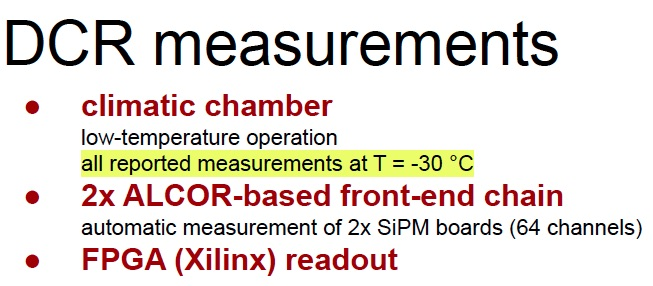 DCR measurements
● climatic chamber
low-temperature operation
all reported measurements at T = -30 °C
● 2x ALCOR-based front-end chain
automatic measurement of 2x SiPM boards (64 channels)
● FPGA (Xilinx) readout